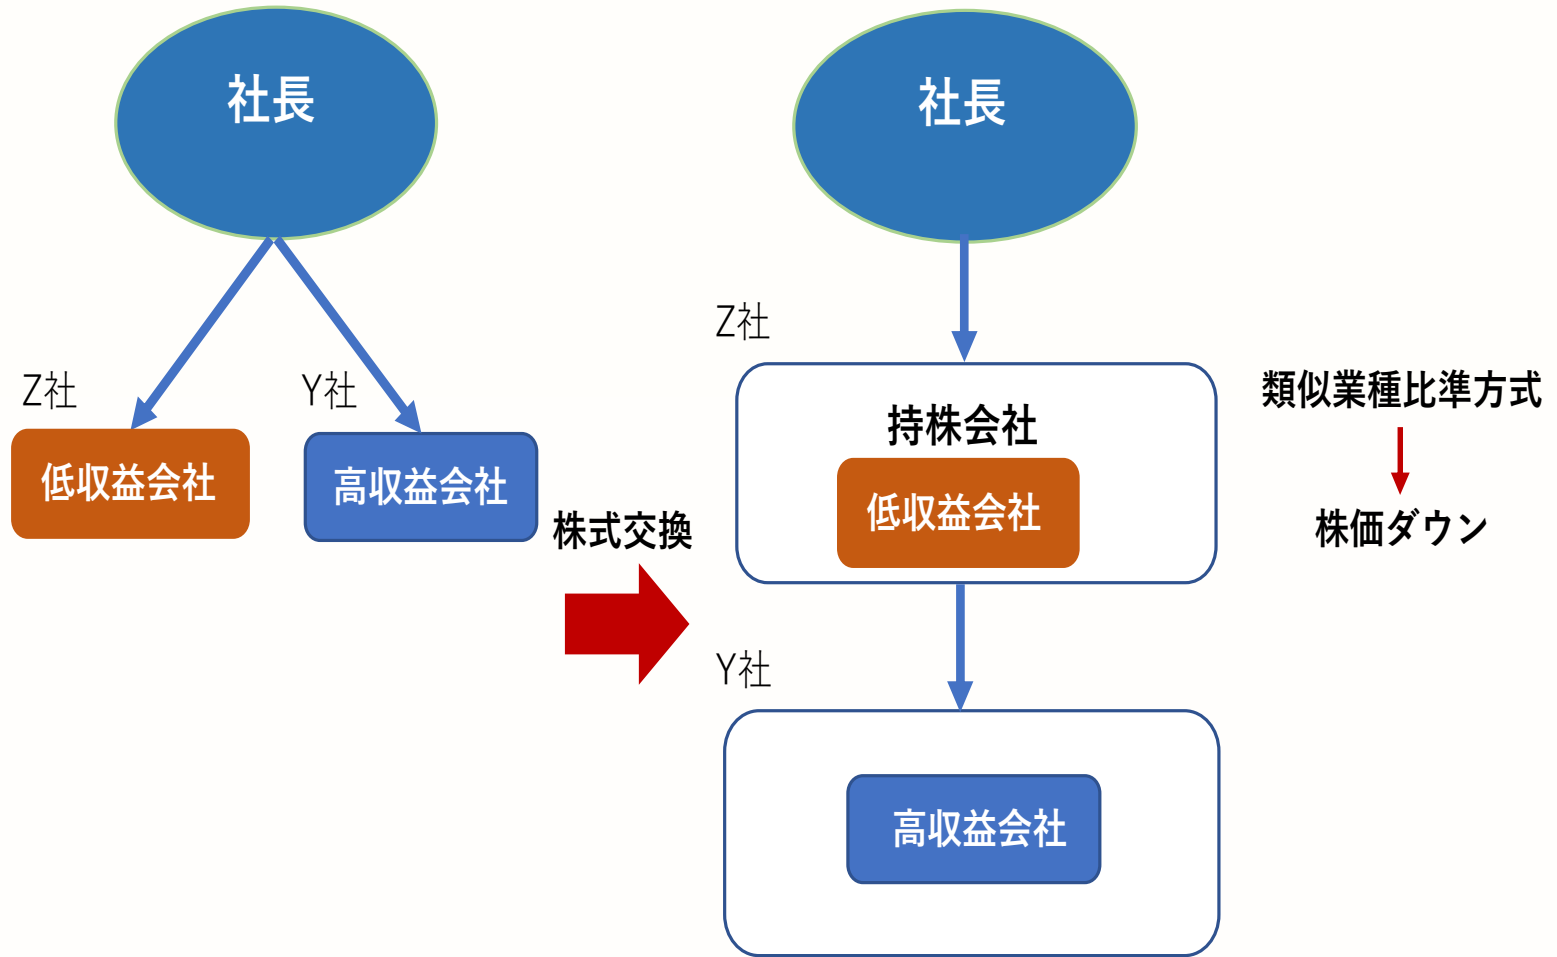 社長
社長
Z社
Y社
低収益会社
高収益会社
株式交換
Z社
持株会社
低収益会社
類似業種比準方式
株価ダウン
Y社
高収益会社